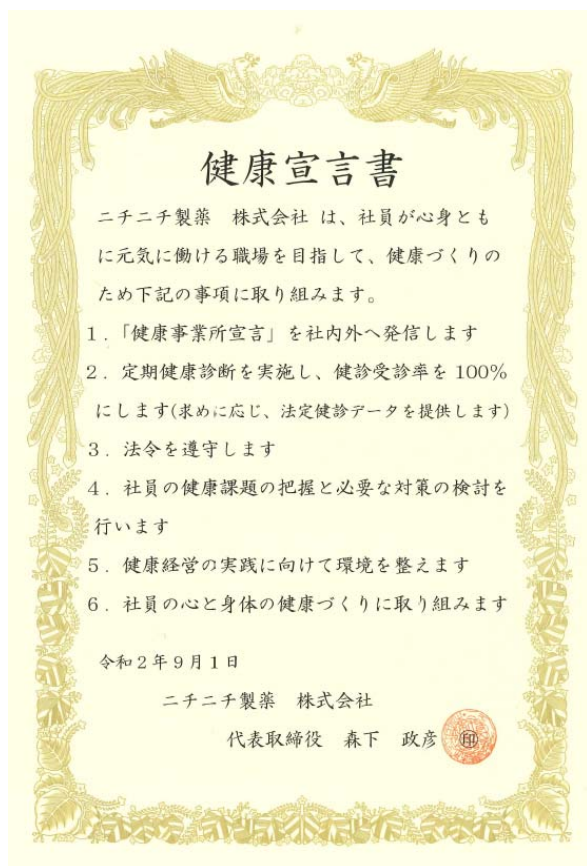 健康宣言書
ニチニチ製薬　株式会社 は、社員が心身とも
に元気に働ける職場を目指して、健康づくりの
ため下記の事項に取り組みます。
1．「健康事業所宣言」を社内外へ発信します
2．定期健康診断を実施し、健診受診率を 100%
にします(求めに応じ、法定健診データを提供します)
3．法令を遵守します
4．社員の健康課題の把握と必要な対策の検討を
行います
5．健康経営の実践に向けて環境を整えます
6．社員の心と身体の健康づくりに取り組みます
令和２年９月１日
ニチニチ製薬　株式会社
代表取締役　森下　政彦 ㊞